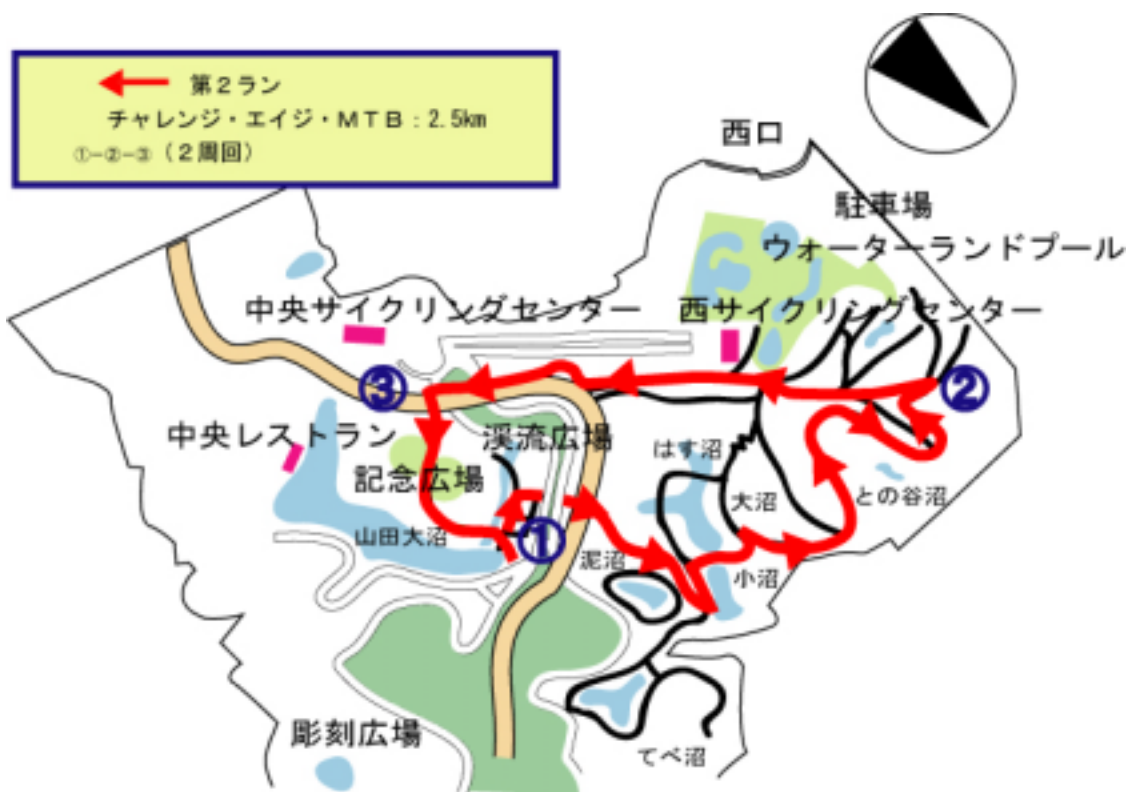 第２ラン
チャレンジ・エイジ・ＭＴＢ：2.5km
①-②-③（２周回）
西口
駐車場
ウォーターランドプール
中央サイクリングセンター
西サイクリングセンター
③
②
中央レストラン
渓流広場
はす沼
記念広場
大沼
との谷沼
山田大沼
①
泥沼
小沼
彫刻広場
てべ沼